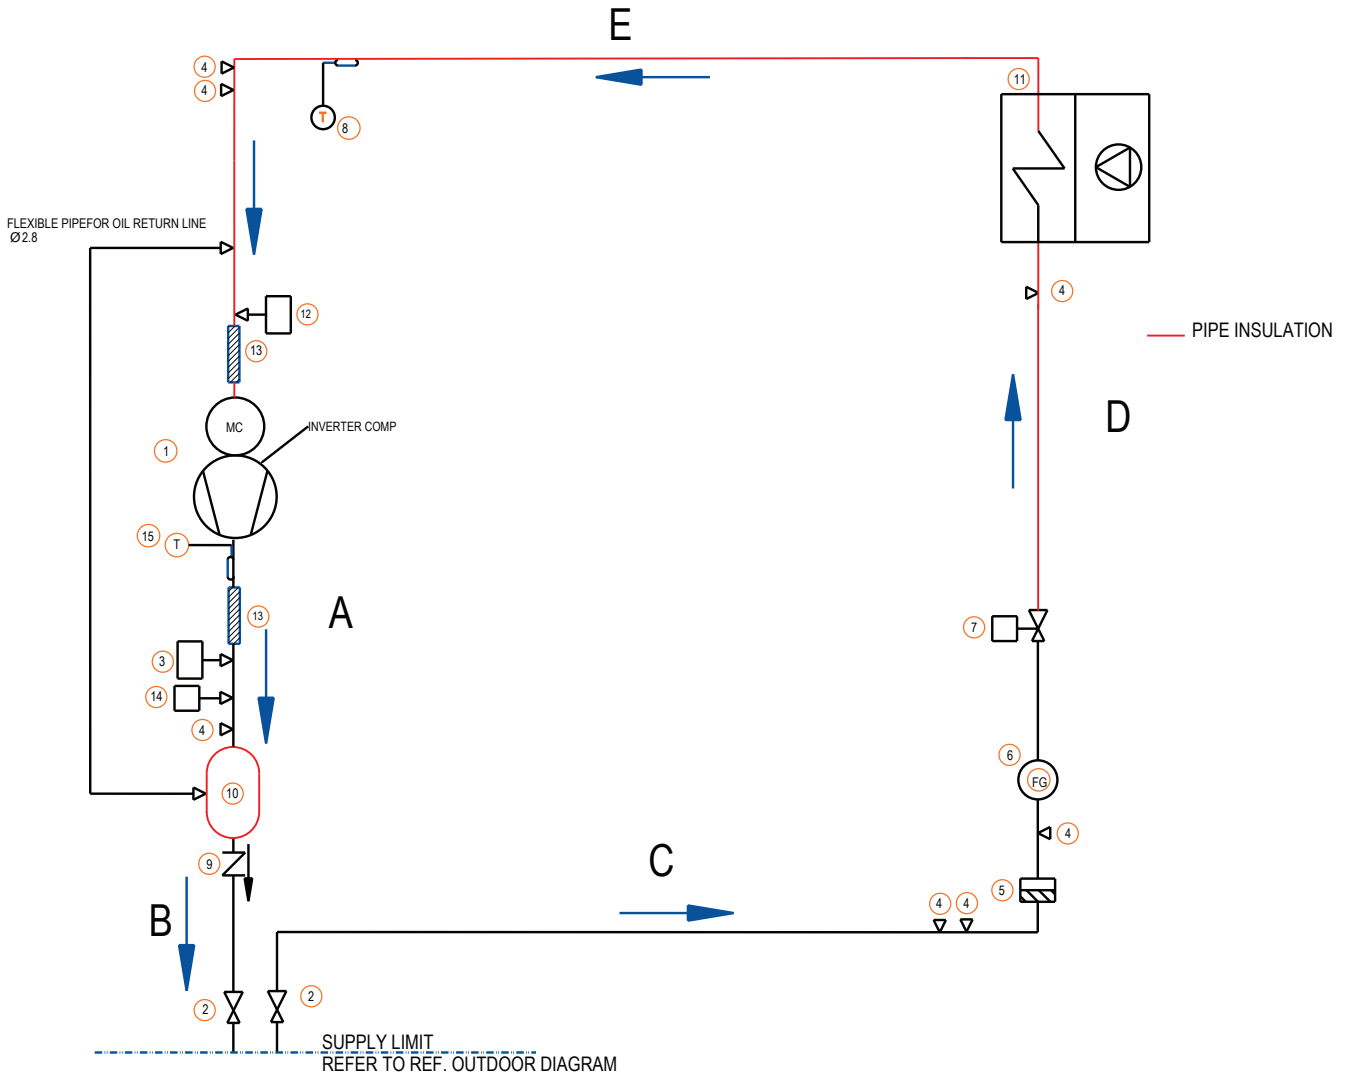 E
4
4
T
8
11
FLEXIBLE PIPEFOR OIL RETURN LINE
Ø2.8
4
12
PIPE INSULATION
13
D
MC
INVERTER COMP
1
15
T
A
13
7
3
14
4
6
FG
10
4
9
C
5
4
4
B
2
2
SUPPLY LIMIT
REFER TO REF. OUTDOOR DIAGRAM